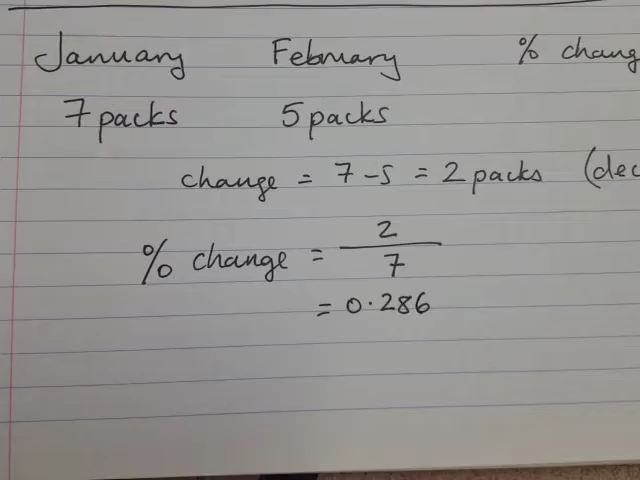 January February % chang
7 packs 5 packs
change = 7 - 5 = 2 packs (dec
% change = 2/7
= 0.286